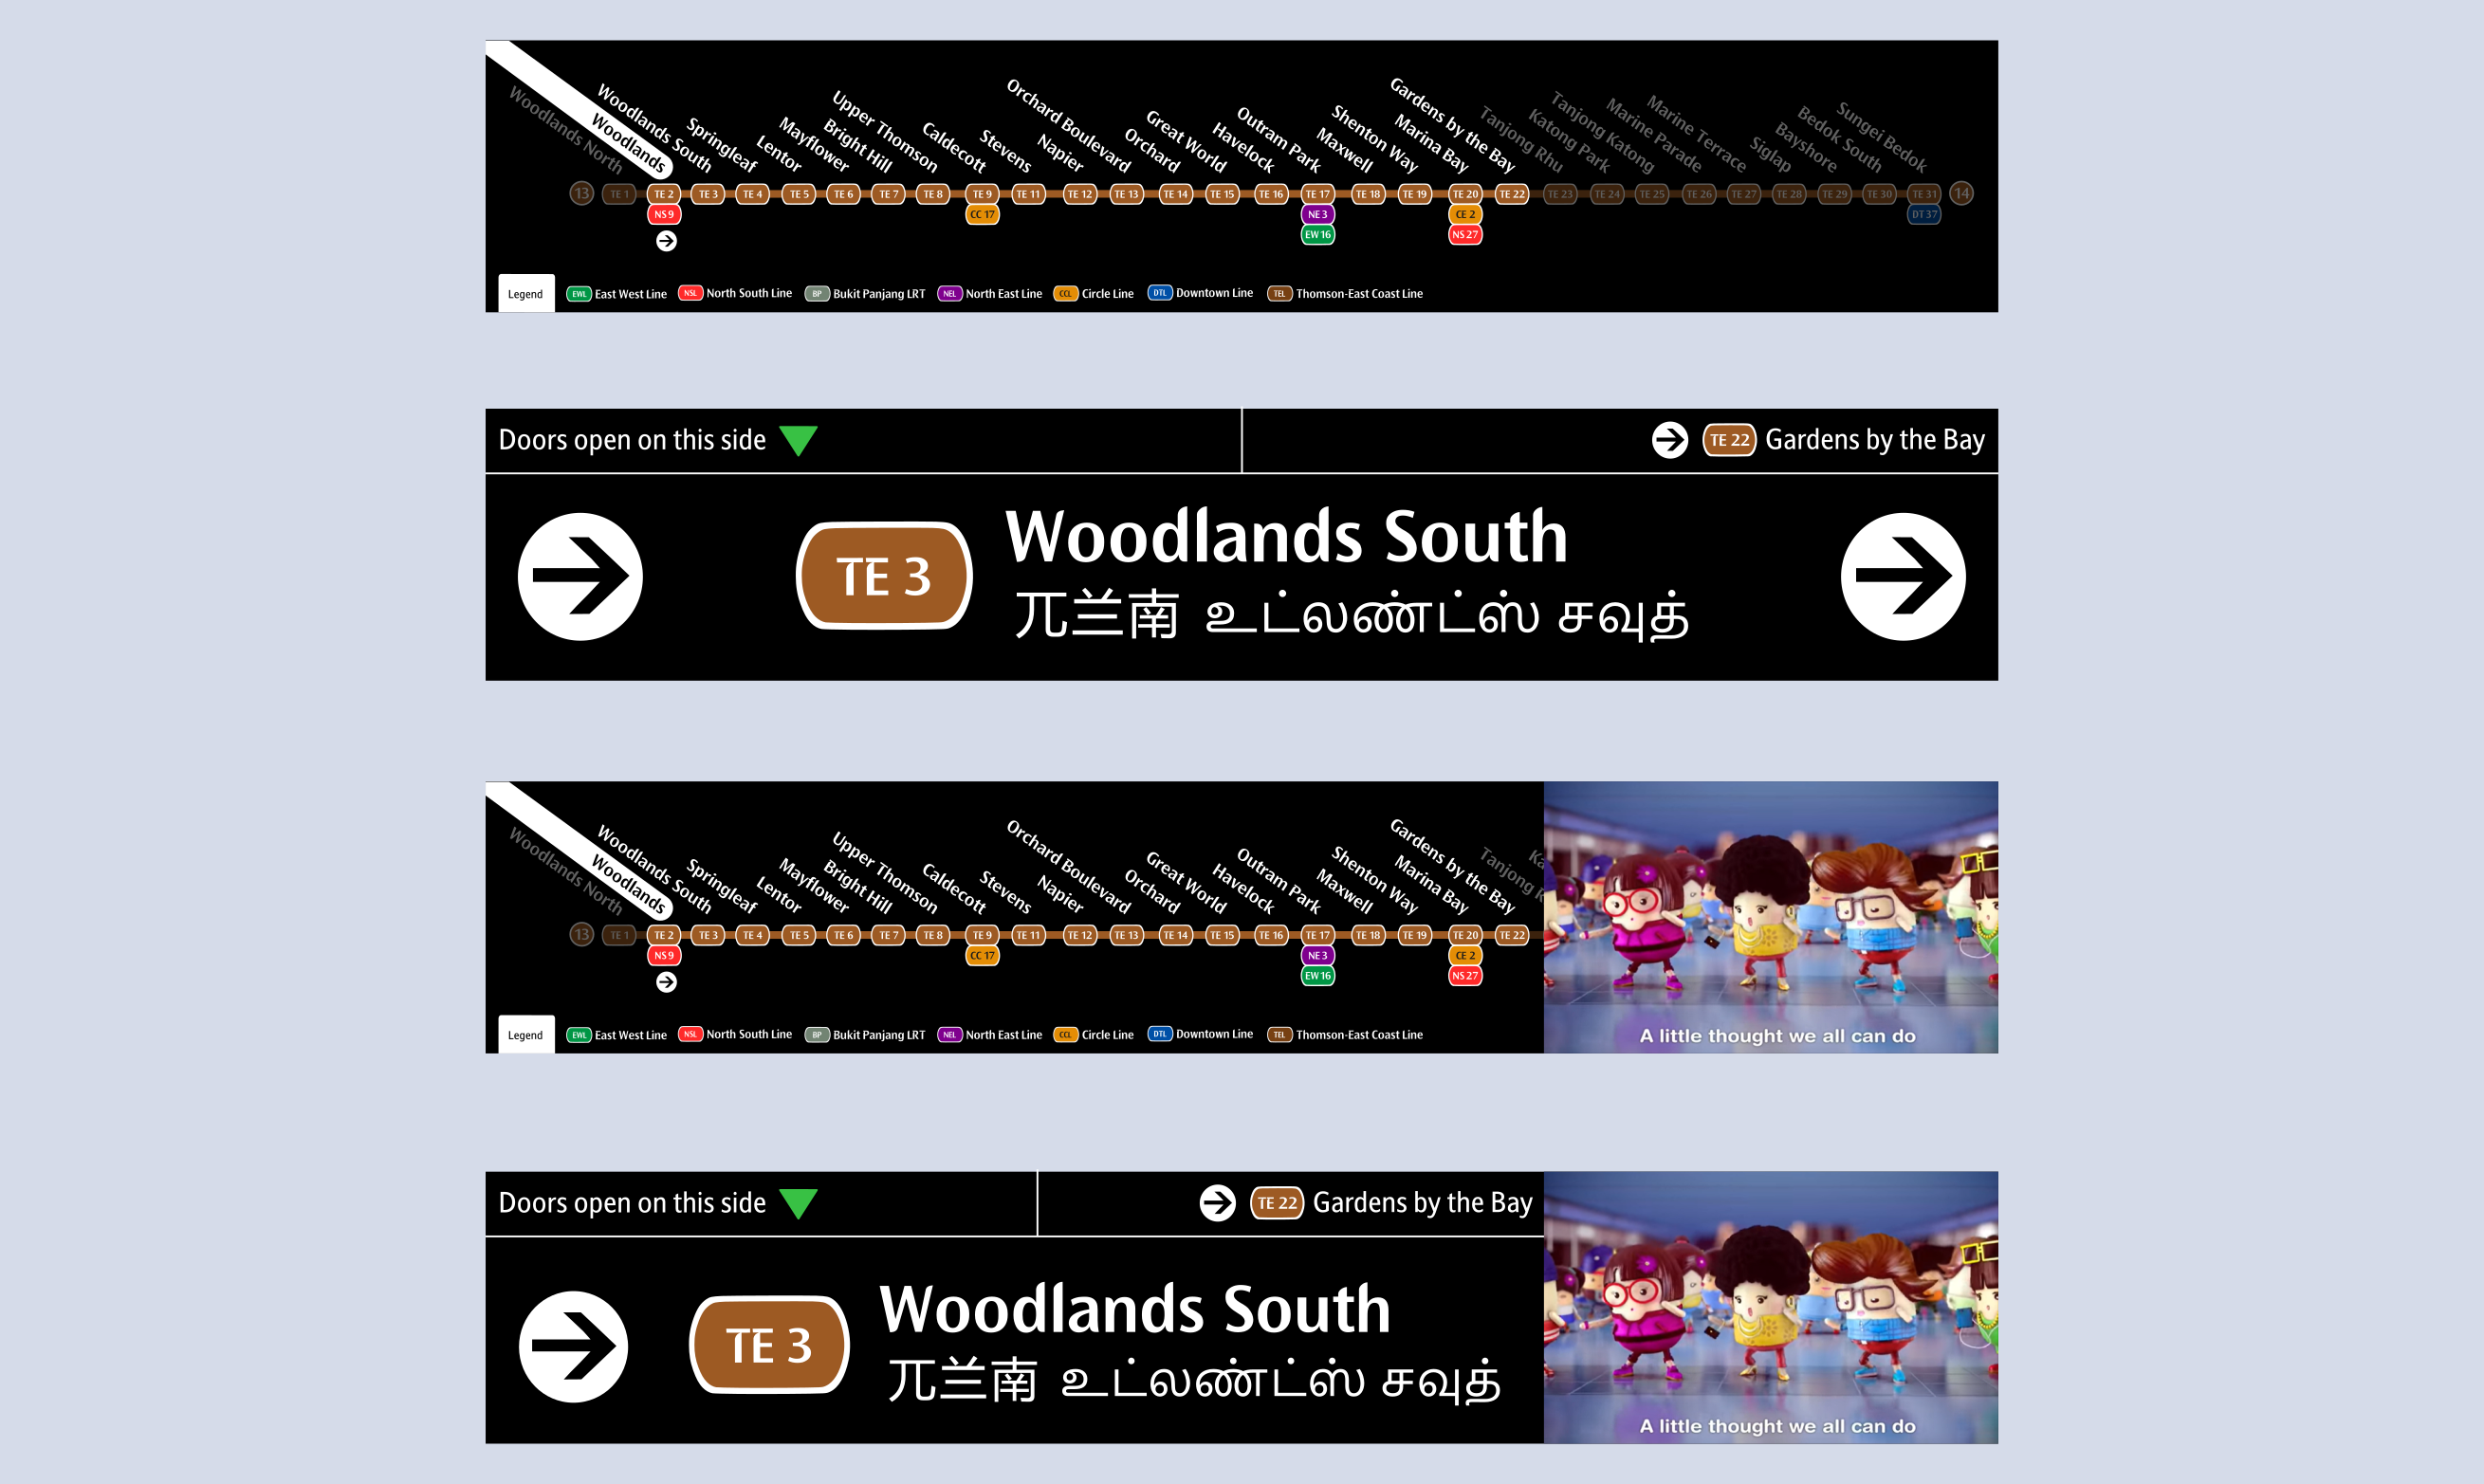 Woodlands North
Woodlands
Woodlands South
Springleaf
Lentor
Mayflower
Bright Hill
Upper Thomson
Caldecott
Stevens
Napier
Orchard Boulevard
Orchard
Great World
Havelock
Outram Park
Maxwell
Shenton Way
Marina Bay
Gardens by the Bay
Tanjong Rhu
Katong Park
Tanjong Katong
Marine Parade
Marine Terrace
Siglap
Bayshore
Bedok South
Sungei Bedok
13 TE 1 TE 2 TE 3 TE 4 TE 5 TE 6 TE 7 TE 8 TE 9 TE 11 TE 12 TE 13 TE 14 TE 15 TE 16 TE 17 TE 18 TE 19 TE 20 TE 22 TE 23 TE 24 TE 25 TE 26 TE 27 TE 28 TE 29 TE 30 TE 31 14
NS 9 CC 17 NE 3 CE 2 DT 37
EW 16 NS 27
Legend EWL East West Line NSL North South Line BP Bukit Panjang LRT NEL North East Line CCL Circle Line DTL Downtown Line TEL Thomson-East Coast Line
Doors open on this side TE 22 Gardens by the Bay
TE 3 Woodlands South
兀兰南 உட்லண்ட்ஸ் சவுத்
Woodlands North
Woodlands
Woodlands South
Springleaf
Lentor
Mayflower
Bright Hill
Upper Thomson
Caldecott
Stevens
Napier
Orchard Boulevard
Orchard
Great World
Havelock
Outram Park
Maxwell
Shenton Way
Marina Bay
Gardens by the Bay
Tanjong
13 TE 1 TE 2 TE 3 TE 4 TE 5 TE 6 TE 7 TE 8 TE 9 TE 11 TE 12 TE 13 TE 14 TE 15 TE 16 TE 17 TE 18 TE 19 TE 20 TE 22
NS 9 CC 17 NE 3 CE 2
EW 16 NS 27
Legend EWL East West Line NSL North South Line BP Bukit Panjang LRT NEL North East Line CCL Circle Line DTL Downtown Line TEL Thomson-East Coast Line
A little thought we all can do
Doors open on this side TE 22 Gardens by the Bay
TE 3 Woodlands South
兀兰南 உட்லண்ட்ஸ் சவுத்
A little thought we all can do